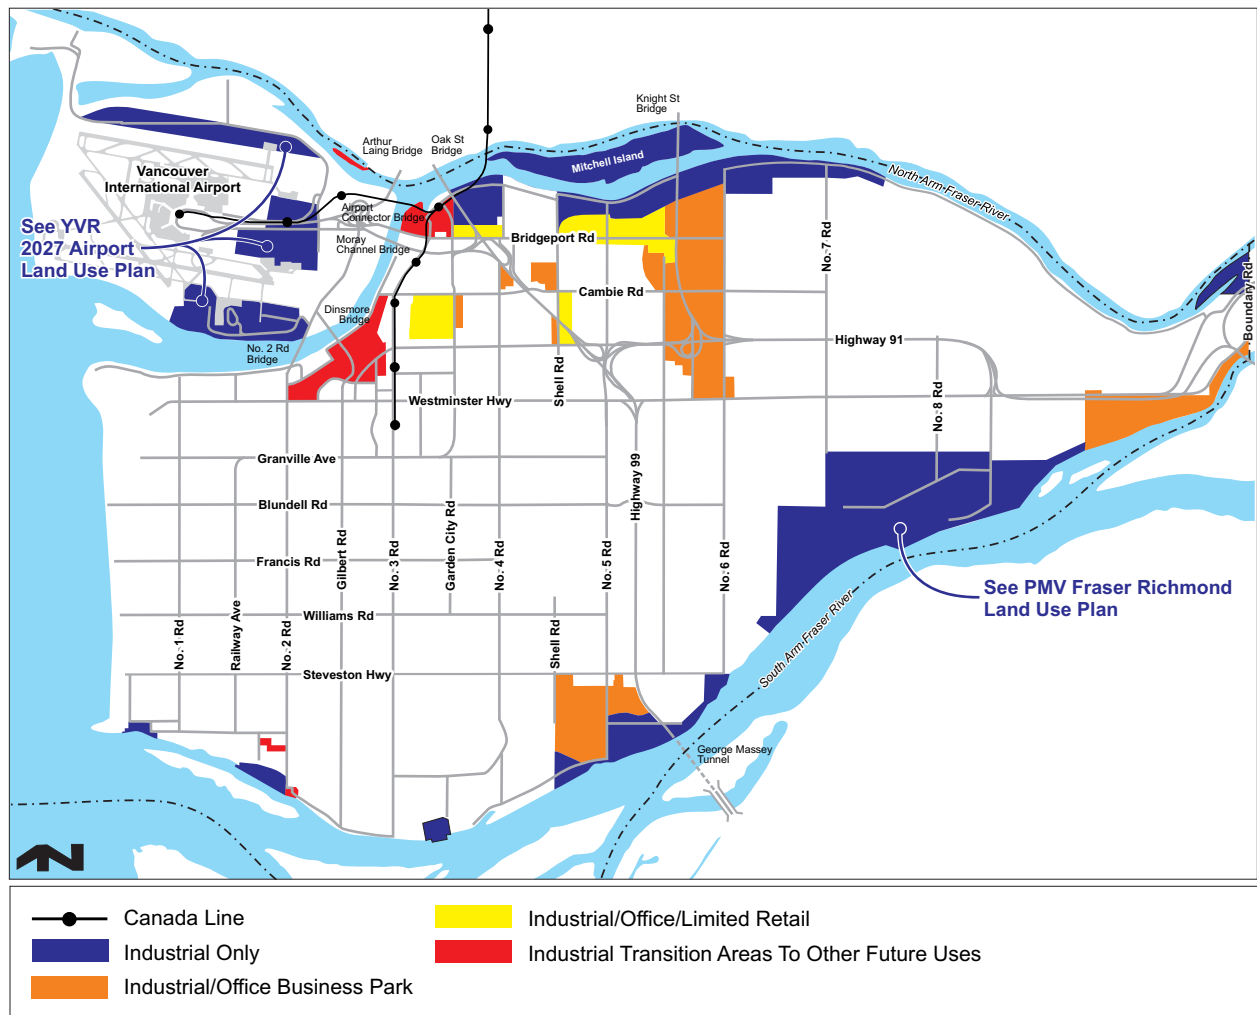 Knight St
Bridge
Arthur
Laing Bridge
Oak St
Bridge
Mitchell Island
Vancouver
International Airport
North Arm Fraser River
Airport
Connector Bridge
See YVR
2027 Airport
Land Use Plan
Moray
Channel Bridge
Bridgeport Rd
No. 7 Rd
Boundary Rd
Cambie Rd
Dinsmore
Bridge
No. 2 Rd
Bridge
Highway 91
Shell Rd
Westminster Hwy
No. 8 Rd
Granville Ave
Highway 99
Blundell Rd
Gilbert Rd
No. 3 Rd
Garden City Rd
No. 4 Rd
No. 5 Rd
No. 6 Rd
Francis Rd
See PMV Fraser Richmond
Land Use Plan
Williams Rd
South Arm Fraser River
No. 1 Rd
Railway Ave
No. 2 Rd
Shell Rd
Steveston Hwy
George Massey
Tunnel
N
Canada Line
Industrial Only
Industrial/Office Business Park
Industrial/Office/Limited Retail
Industrial Transition Areas To Other Future Uses